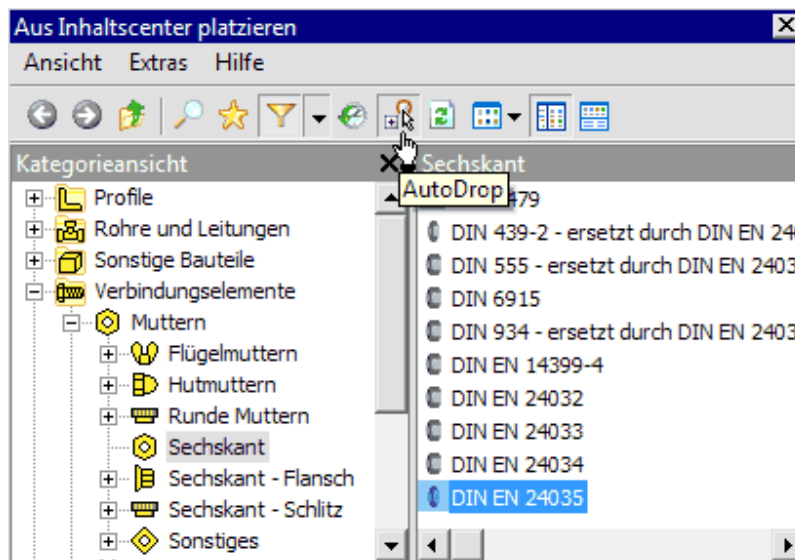 Aus Inhaltscenter platzieren
Ansicht Extras Hilfe
Kategorieansicht
Sechskant
AutoDrop
Profile
Rohre und Leitungen
Sonstige Bauteile
Verbindungselemente
Muttern
Flügelmuttern
Hutmuttern
Runde Muttern
Sechskant
Sechskant - Flansch
Sechskant - Schlitz
Sonstiges
479
DIN 439-2 - ersetzt durch DIN EN 24
DIN 555 - ersetzt durch DIN EN 2403
DIN 6915
DIN 934 - ersetzt durch DIN EN 2403
DIN EN 14399-4
DIN EN 24032
DIN EN 24033
DIN EN 24034
DIN EN 24035